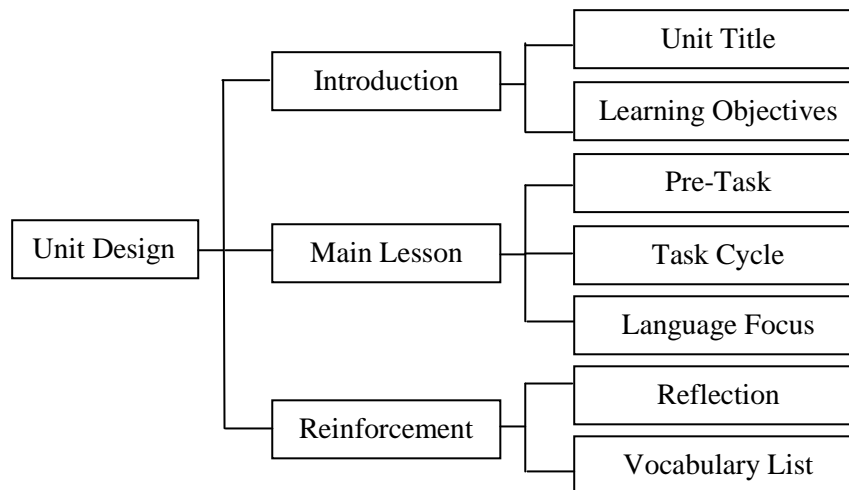 Unit Design
Introduction
Unit Title
Learning Objectives
Main Lesson
Pre-Task
Task Cycle
Language Focus
Reinforcement
Reflection
Vocabulary List